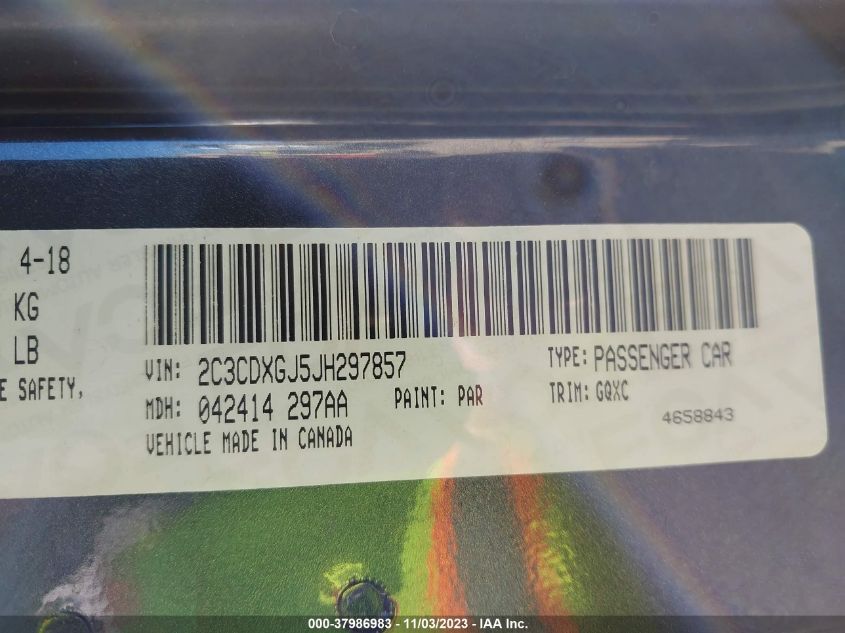 4-18
KG
LB
E SAFETY,
VIN: 2C3CDXGJ5JH297857
TYPE: PASSENGER CAR
MDH: 042414 297AA
PAINT: PAR
TRIM: GQXC
VEHICLE MADE IN CANADA
4658843
000-37986983 - 11/03/2023 - IAA Inc.